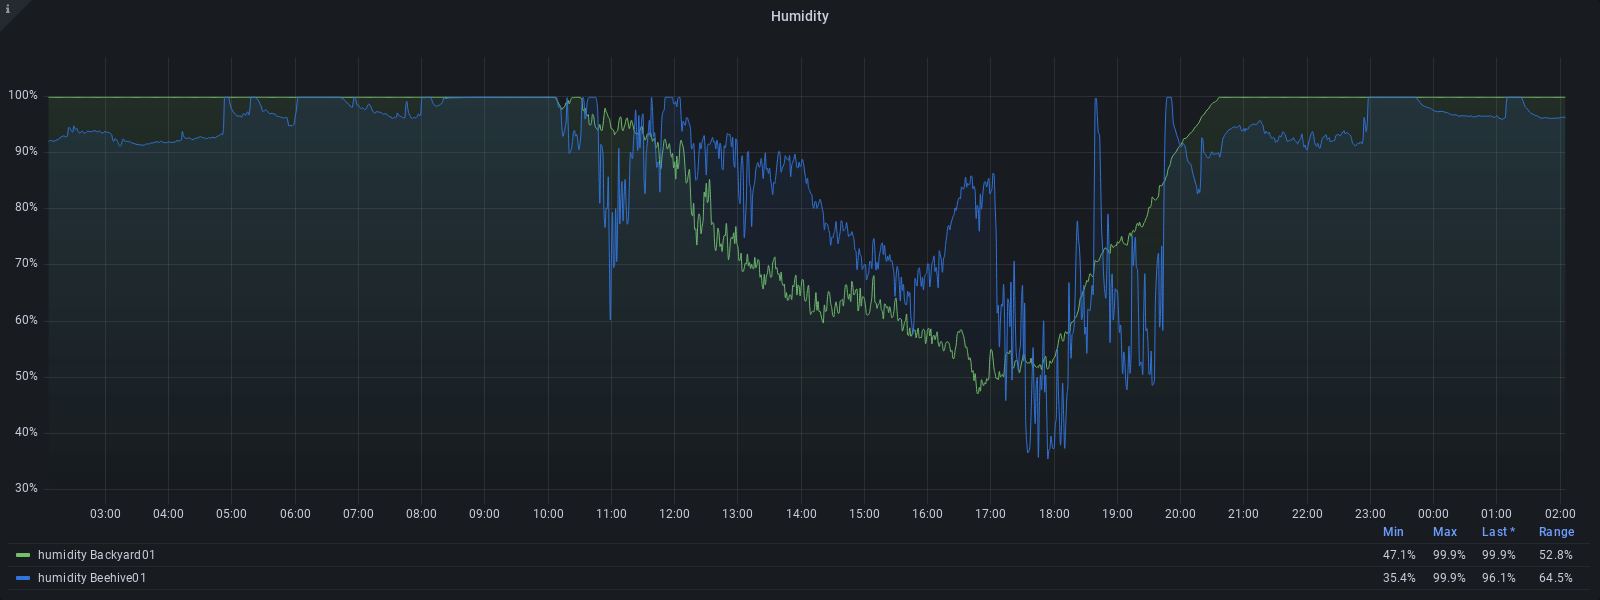 i
Humidity
100%
90%
80%
70%
60%
50%
40%
30%
03:00 04:00 05:00 06:00 07:00 08:00 09:00 10:00 11:00 12:00 13:00 14:00 15:00 16:00 17:00 18:00 19:00 20:00 21:00 22:00 23:00 00:00 01:00 02:00
Min Max Last * Range
humidity Backyard01 47.1% 99.9% 99.9% 52.8%
humidity Beehive01 35.4% 99.9% 96.1% 64.5%